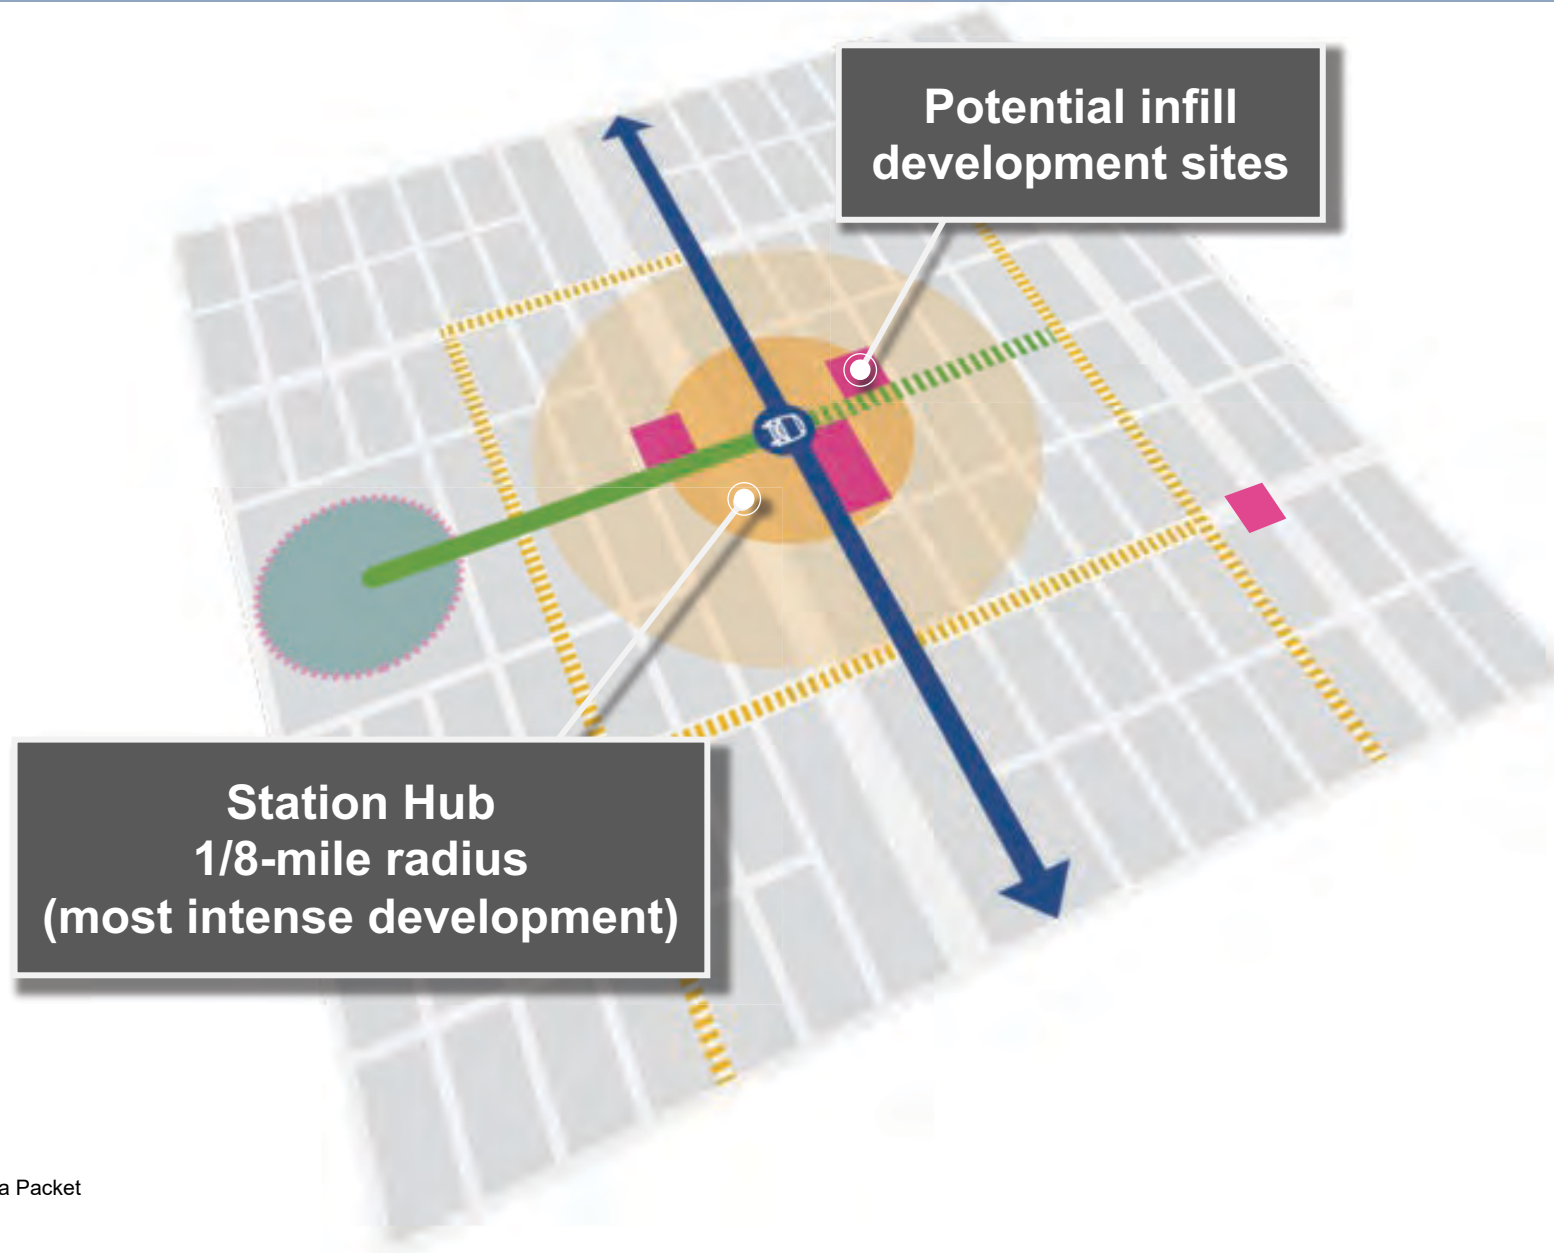 Potential infill
development sites
Station Hub
1/8-mile radius
(most intense development)
a Packet